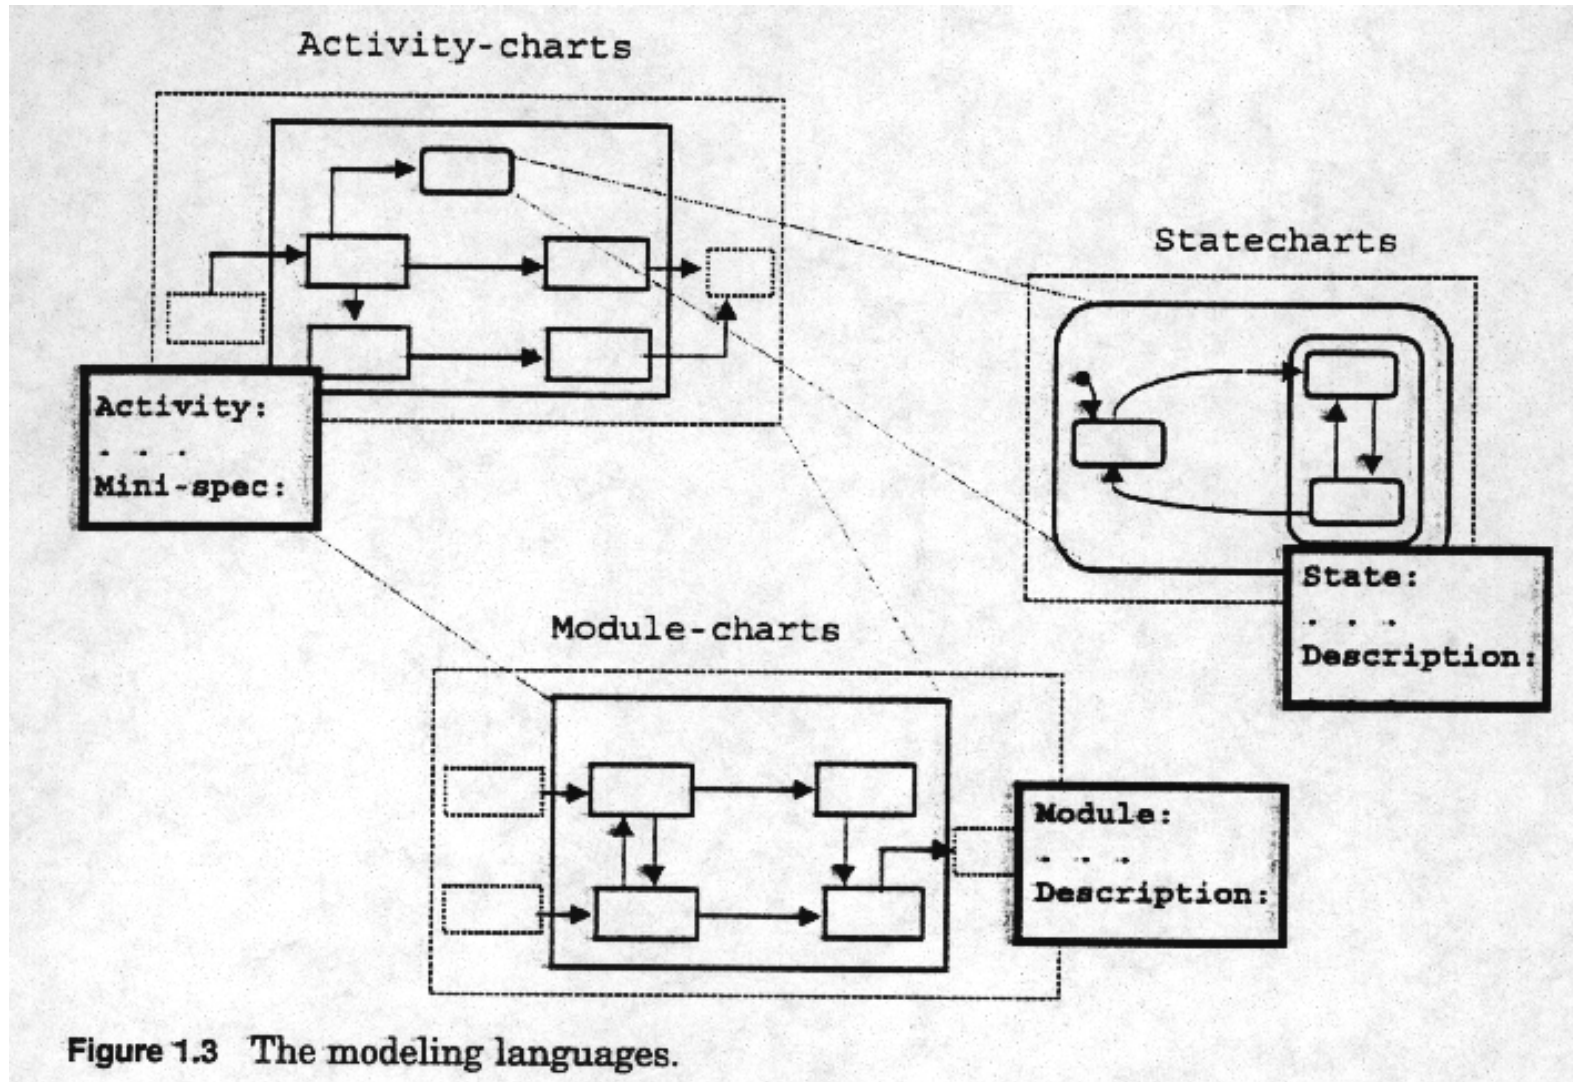 Activity-charts
Activity:
. . .
Mini-spec:
Statecharts
State:
. . .
Description:
. . .
Module-charts
Module:
. . .
Description:
Figure 1.3 The modeling languages.